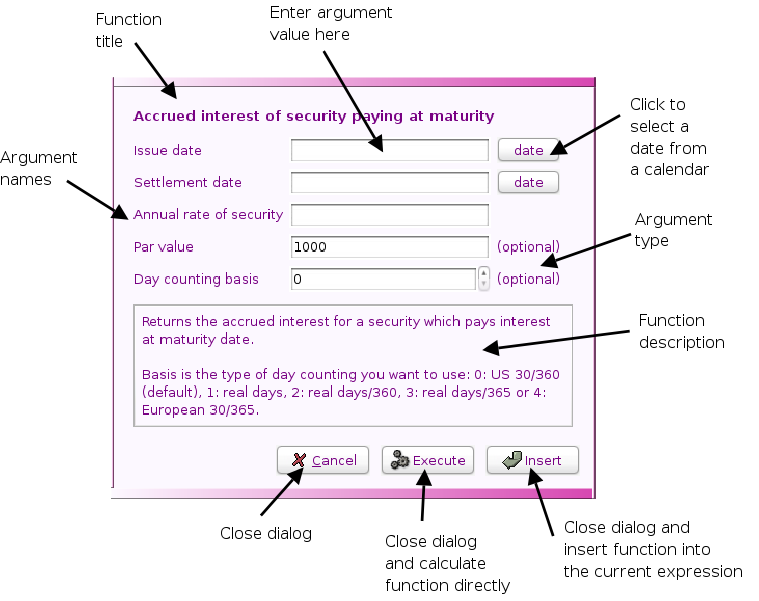 Function
title
Enter argument
value here
Accrued interest of security paying at maturity
Click to
select a
date from
a calendar
Argument
names
Issue date
date
Settlement date
date
Annual rate of security
Par value
1000
(optional)
Argument
type
Day counting basis
0
(optional)
Returns the accrued interest for a security which pays interest
at maturity date.
Basis is the type of day counting you want to use: 0: US 30/360
(default), 1: real days, 2: real days/360, 3: real days/365 or 4:
European 30/365.
Function
description
Cancel
Execute
Insert
Close dialog
Close dialog
and calculate
function directly
Close dialog and
insert function into
the current expression